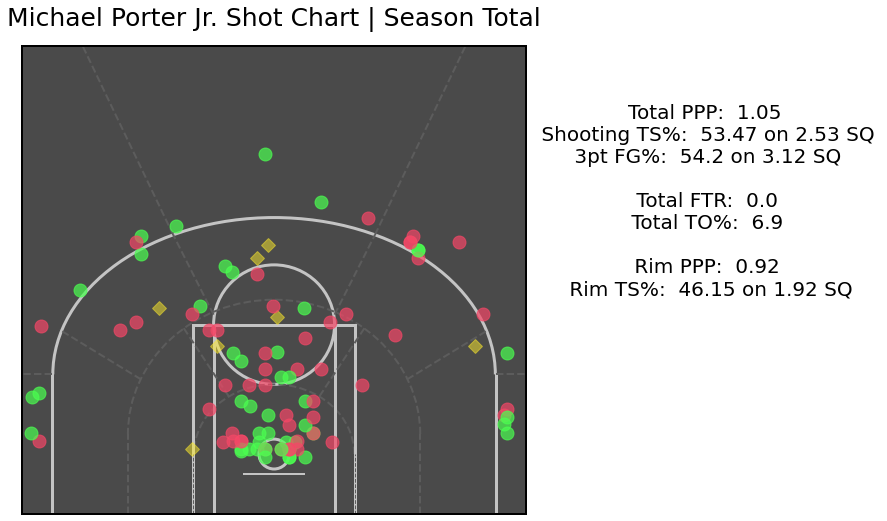 Michael Porter Jr. Shot Chart | Season Total
Total PPP: 1.05
Shooting TS%: 53.47 on 2.53 SQ
3pt FG%: 54.2 on 3.12 SQ
Total FTR: 0.0
Total TO%: 6.9
Rim PPP: 0.92
Rim TS%: 46.15 on 1.92 SQ